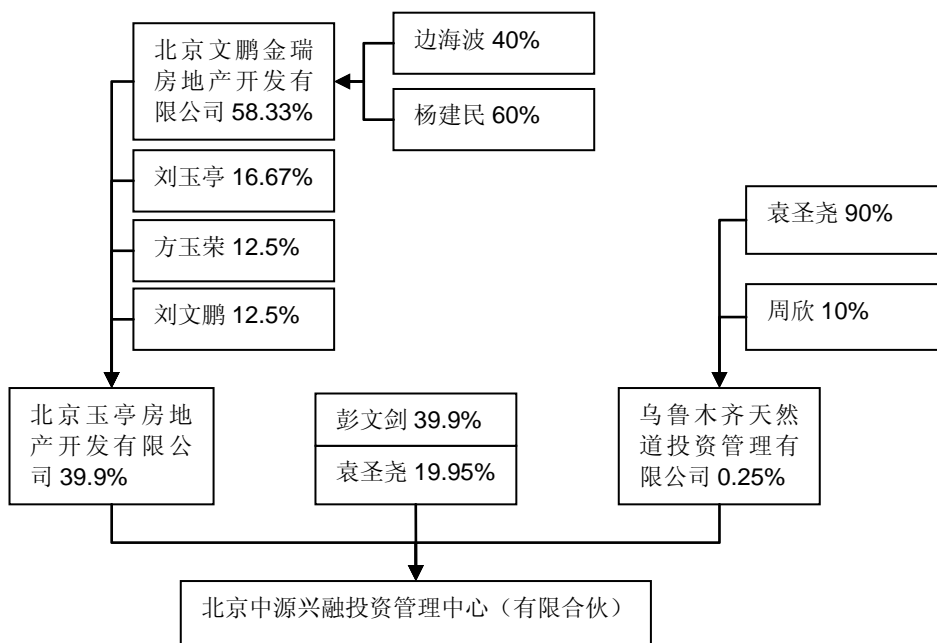 北京文鹏金瑞
房地产开发有
限公司 58.33%
边海波 40%
杨建民 60%
刘玉亭 16.67%
方玉荣 12.5%
刘文鹏 12.5%
袁圣尧 90%
周欣 10%
北京玉亭房地
产开发有限公
司 39.9%
彭文剑 39.9%
袁圣尧 19.95%
乌鲁木齐天然
道投资管理有
限公司 0.25%
北京中源兴融投资管理中心（有限合伙）